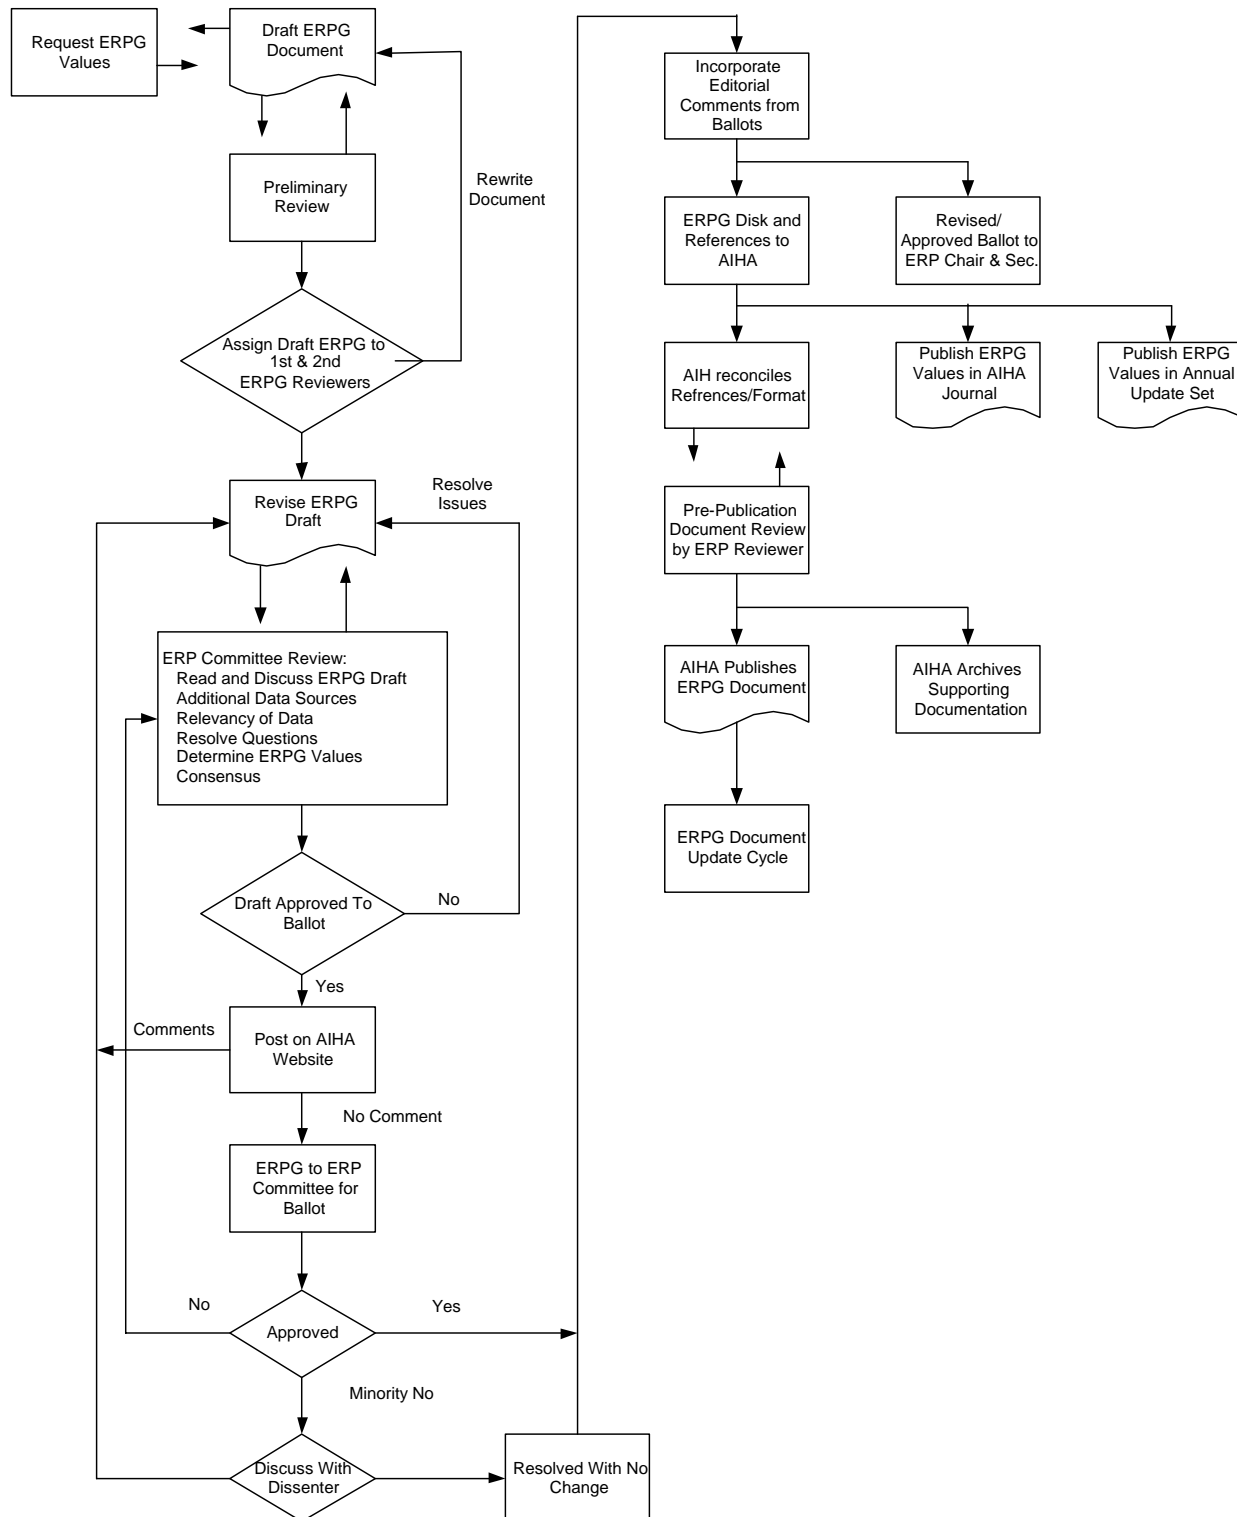 Request ERPG
Values
Draft ERPG
Document
Preliminary
Review
Rewrite
Document
Assign Draft ERPG to
1st & 2nd
ERPG Reviewers
Revise ERPG
Draft
Resolve
Issues
ERP Committee Review:
Read and Discuss ERPG Draft
Additional Data Sources
Relevancy of Data
Resolve Questions
Determine ERPG Values
Consensus
Draft Approved To
Ballot
No
Yes
Comments
Post on AIHA
Website
No Comment
ERPG to ERP
Committee for
Ballot
No
Approved
Yes
Minority No
Discuss With
Dissenter
Resolved With No
Change
Incorporate
Editorial
Comments from
Ballots
ERPG Disk and
References to
AIHA
Revised/
Approved Ballot to
ERP Chair & Sec.
AIH reconciles
Refrences/Format
Publish ERPG
Values in AIHA
Journal
Publish ERPG
Values in Annual
Update Set
Pre-Publication
Document Review
by ERP Reviewer
AIHA Publishes
ERPG Document
AIHA Archives
Supporting
Documentation
ERPG Document
Update Cycle